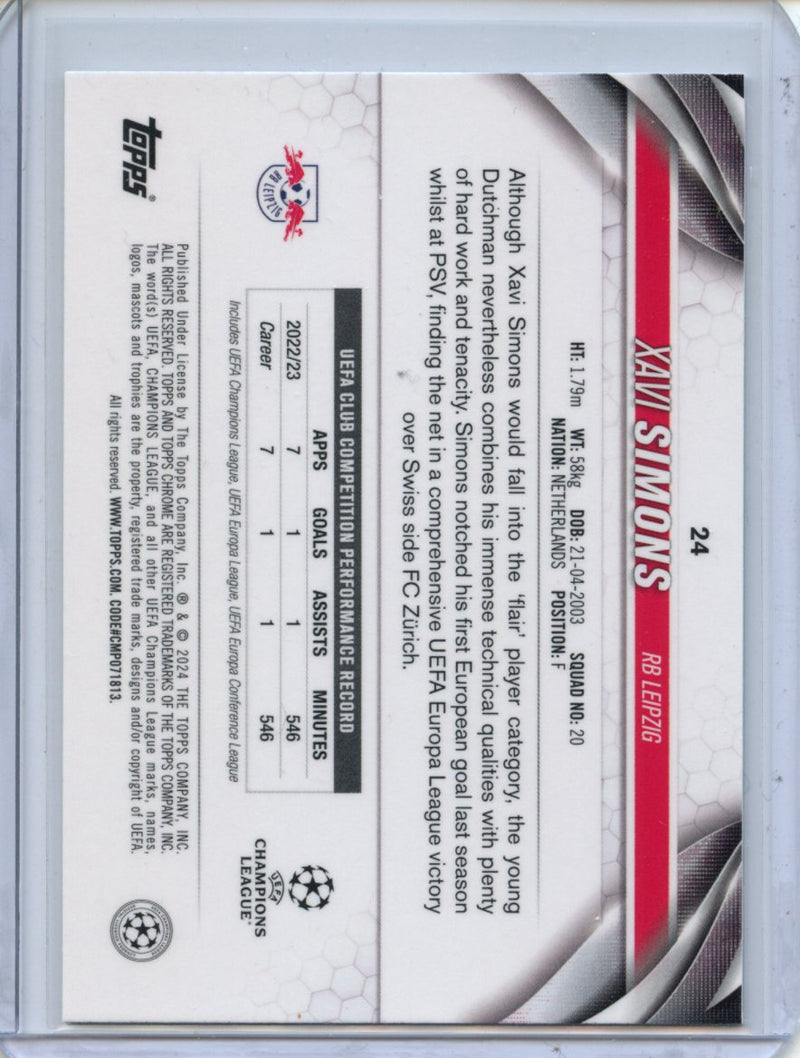 24
XAVI SIMONS RB LEIPZIG
HT: 1.79m WT: 58kg DOB: 21-04-2003 SQUAD NO: 20
NATION: NETHERLANDS POSITION: F
Although Xavi Simons would fall into the 'flair' player category, the young
Dutchman nevertheless combines his immense technical qualities with plenty
of hard work and tenacity. Simons notched his first European goal last season
whilst at PSV, finding the net in a comprehensive UEFA Europa League victory
over Swiss side FC Zürich.
UEFA CLUB COMPETITION PERFORMANCE RECORD
APPS GOALS ASSISTS MINUTES
2022/23 7 1 1 546
Career 7 1 1 546
Includes UEFA Champions League, UEFA Europa League, UEFA Europa Conference League
RB LEIPZIG
UEFA
CHAMPIONS
LEAGUE®
Topps®
Published Under License by The Topps Company, Inc. ® & © 2024 THE TOPPS COMPANY, INC.
ALL RIGHTS RESERVED. TOPPS AND TOPPS CHROME ARE REGISTERED TRADEMARKS OF THE TOPPS COMPANY, INC.
The word(s) UEFA, CHAMPIONS LEAGUE, and all other UEFA Champions League marks, names,
logos, mascots and trophies are the property, registered trade marks, designs and/or copyright of UEFA.
All rights reserved. WWW.TOPPS.COM. CODE#CMP071813.